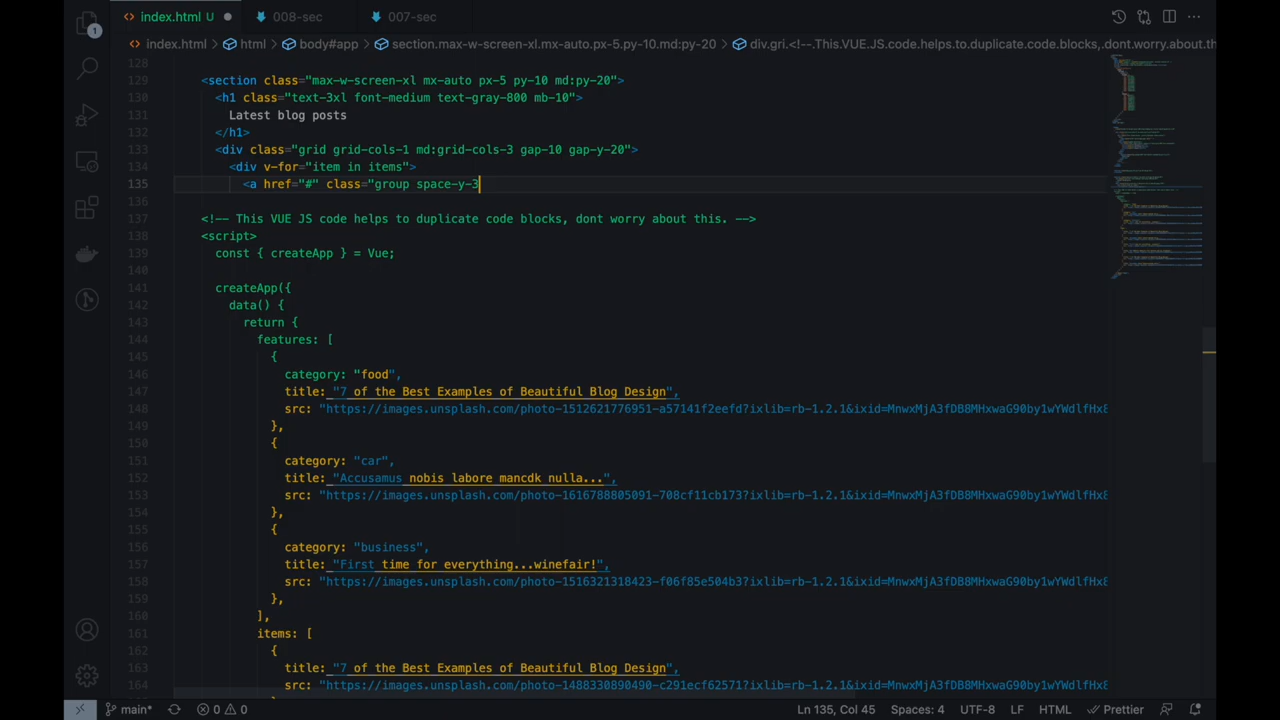 index.html U
008-sec
007-sec
index.html > html > body#app > section.max-w-screen-xl.mx-auto.px-5.py-10.md:py-20 > div.gri.<!--.This.VUE.JS.code.helps.to.duplicate.code.blocks,.dont.worry.about.th
1
128
129 <section class="max-w-screen-xl mx-auto px-5 py-10 md:py-20">
130 <h1 class="text-3xl font-medium text-gray-800 mb-10">
131 Latest blog posts
132 </h1>
133 <div class="grid grid-cols-1 md:grid-cols-3 gap-10 gap-y-20">
134 <div v-for="item in items">
135 <a href="#" class="group space-y-3
136
137 <!-- This VUE JS code helps to duplicate code blocks, dont worry about this. -->
138 <script>
139 const { createApp } = Vue;
140
141 createApp({
142 data() {
143 return {
144 features: [
145 {
146 category: "food",
147 title: "7 of the Best Examples of Beautiful Blog Design",
148 src: "https://images.unsplash.com/photo-1512621776951-a57141f2eefd?ixlib=rb-1.2.1&ixid=MnwxMjA3fDB8MHxwaG90by1wYWdlfHx8
149 },
150 {
151 category: "car",
152 title: "Accusamus nobis labore mancdk nulla...",
153 src: "https://images.unsplash.com/photo-1616788805091-708cf11cb173?ixlib=rb-1.2.1&ixid=MnwxMjA3fDB8MHxwaG90by1wYWdlfHx8
154 },
155 {
156 category: "business",
157 title: "First time for everything...winefair!",
158 src: "https://images.unsplash.com/photo-1516321318423-f06f85e504b3?ixlib=rb-1.2.1&ixid=MnwxMjA3fDB8MHxwaG90by1wYWdlfHx8
159 },
160 ],
161 items: [
162 {
163 title: "7 of the Best Examples of Beautiful Blog Design",
164 src: "https://images.unsplash.com/photo-1488330890490-c291ecf62571?ixlib=rb-1.2.1&ixid=MnwxMjA3fDB8MHxwaG90by1wYWdlfHx8
main* 0 0 Ln 135, Col 45 Spaces: 4 UTF-8 LF HTML Prettier